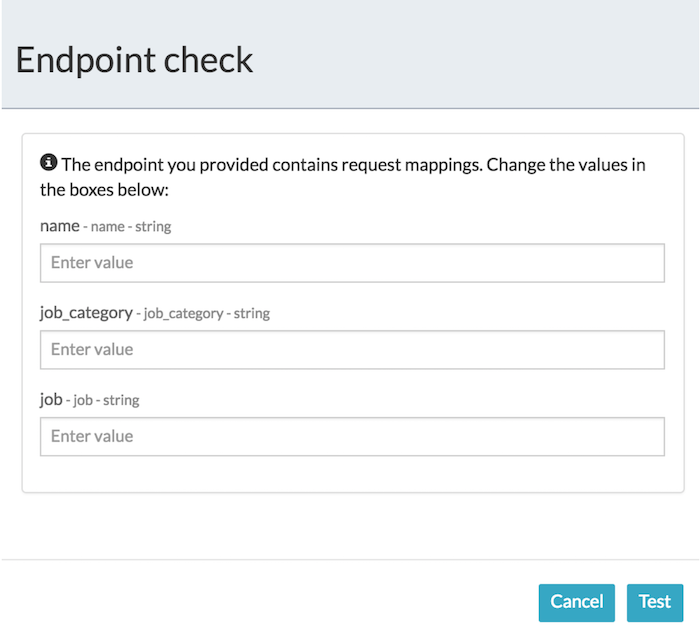 Endpoint check
The endpoint you provided contains request mappings. Change the values in
the boxes below:
name - name - string
Enter value
job_category - job_category - string
Enter value
job - job - string
Enter value
Cancel Test